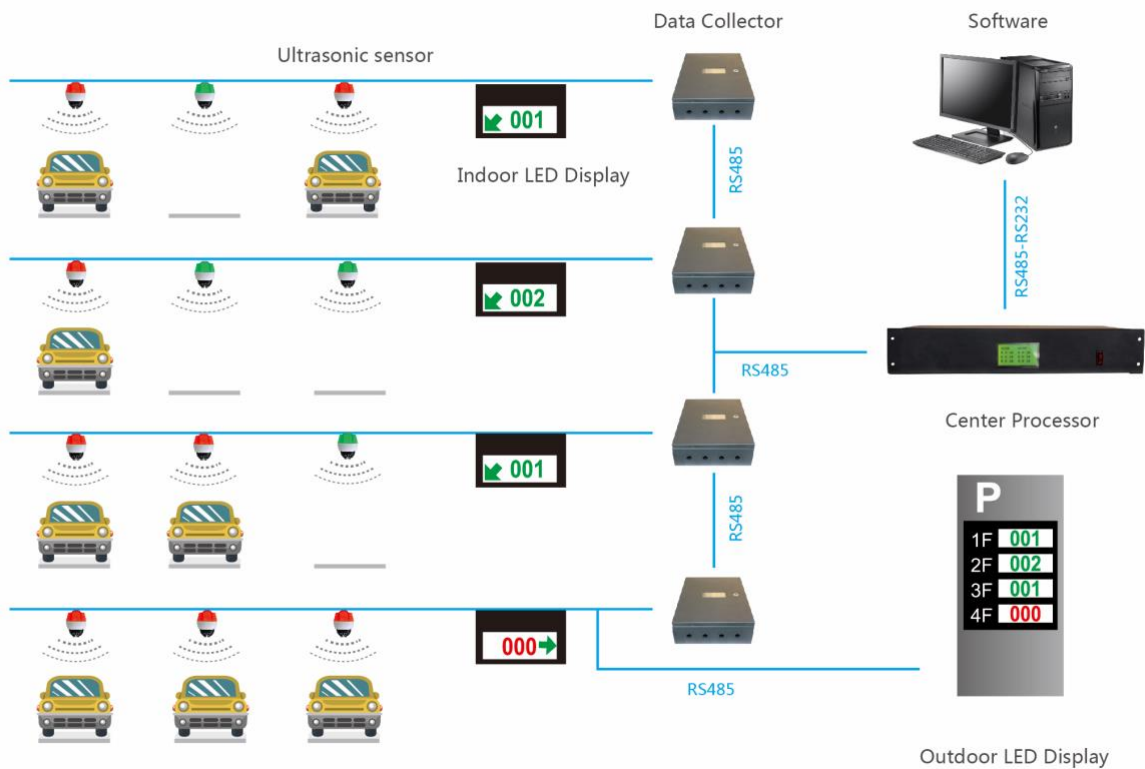 Data Collector
Software
Ultrasonic sensor
001
Indoor LED Display
RS485
RS485-RS232
002
RS485
Center Processor
001
RS485
P
1F 001
2F 002
3F 001
4F 000
000
RS485
Outdoor LED Display